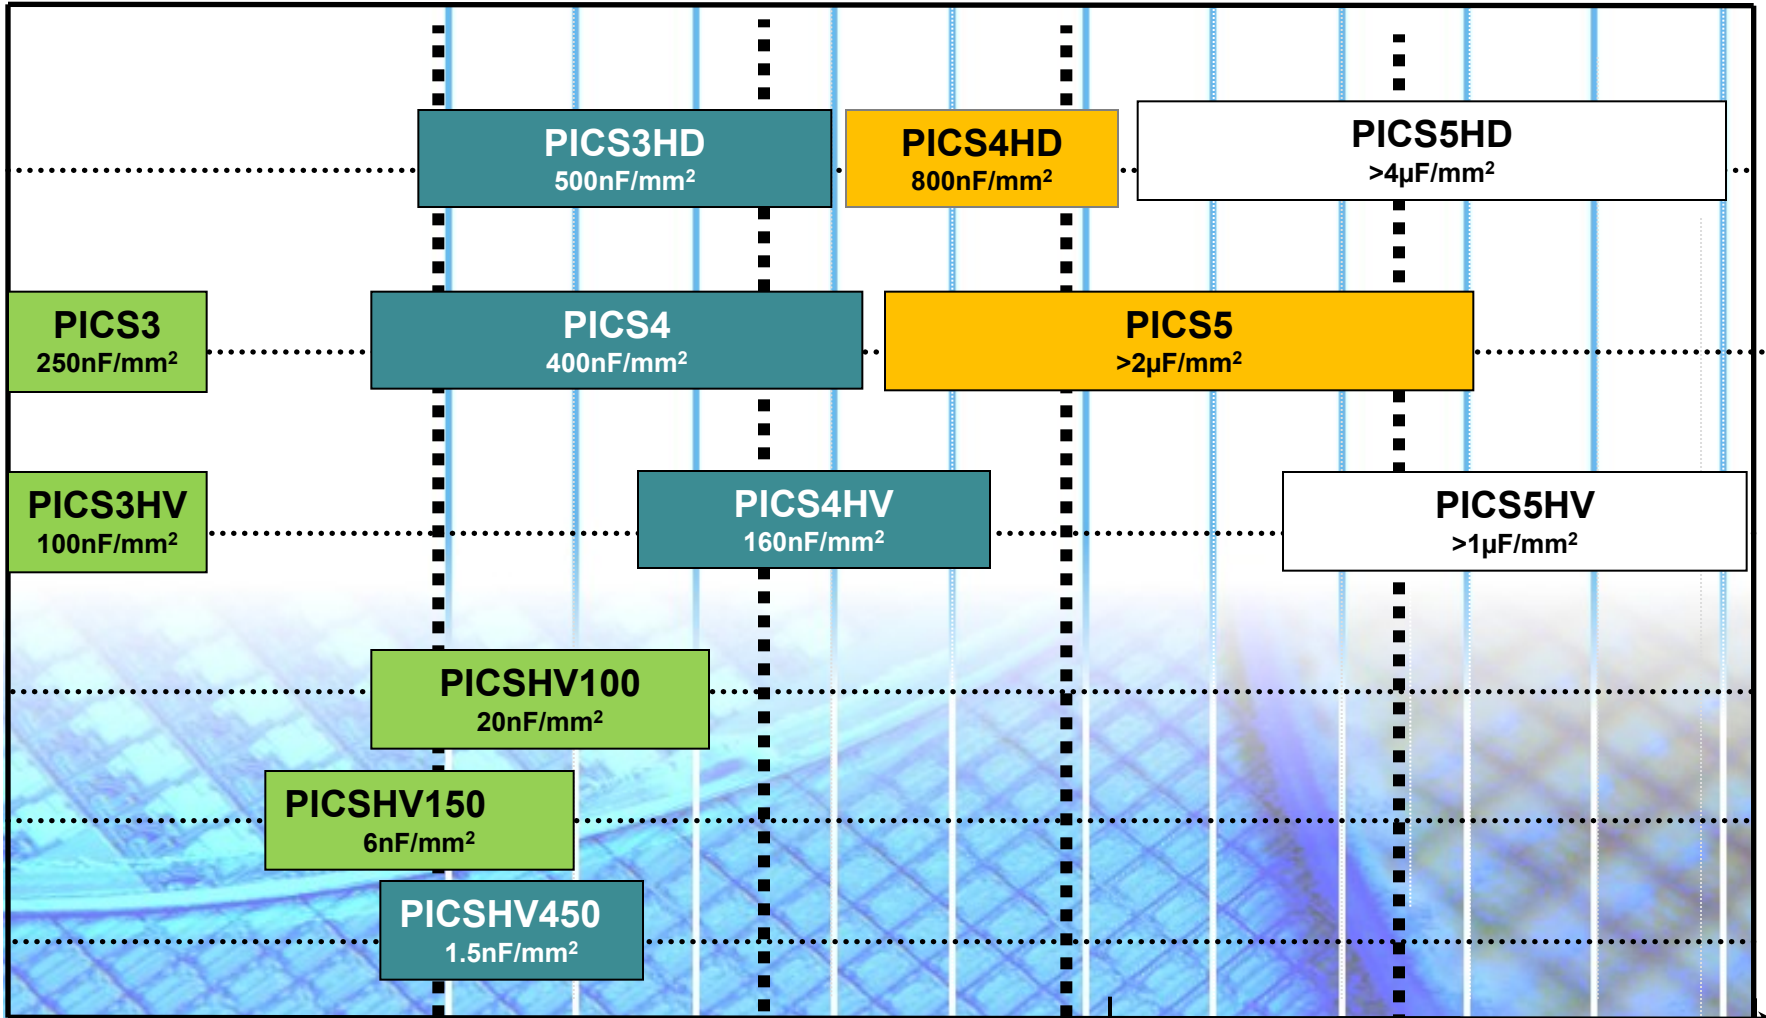 PICS3HD
500nF/mm²
PICS4HD
800nF/mm²
PICS5HD
>4µF/mm²
PICS3
250nF/mm²
PICS4
400nF/mm²
PICS5
>2µF/mm²
PICS3HV
100nF/mm²
PICS4HV
160nF/mm²
PICS5HV
>1µF/mm²
PICSHV100
20nF/mm²
PICSHV150
6nF/mm²
PICSHV450
1.5nF/mm²